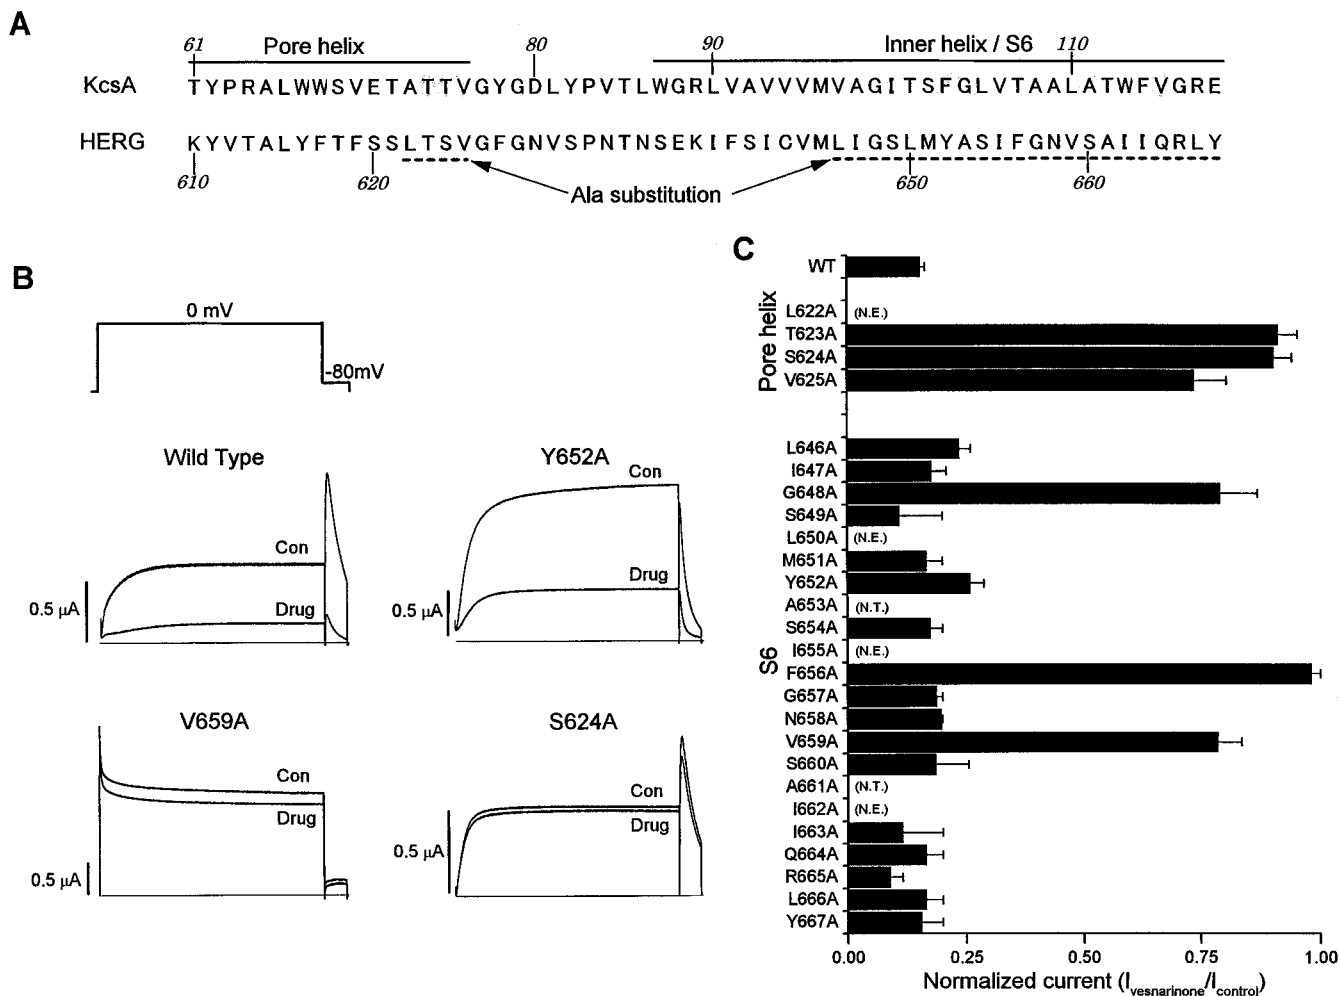 A
61 Pore helix 80 90 Inner helix / S6 110
KcsA TYPRALWWSVETATTVGYGDLYPVTLWGRLVAVVVMVAGITSFGLVTAALATWFVGRE
HERG KYVTALYFTFSSLTSVGFGNVSPNTNSEKIFSICVMLIGSLMYASIFGNVSAIIQRLY
610 620 650 660
Ala substitution
B
0 mV
-80mV
Wild Type
Con
Drug
0.5 µA
Y652A
Con
Drug
0.5 µA
V659A
Con
Drug
0.5 µA
S624A
Con
Drug
0.5 µA
C
WT
Pore helix
L622A (N.E.)
T623A
S624A
V625A
S6
L646A
I647A
G648A
S649A
L650A (N.E.)
M651A
Y652A
A653A (N.T.)
S654A
I655A (N.E.)
F656A
G657A
N658A
V659A
S660A
A661A (N.T.)
I662A (N.E.)
I663A
Q664A
R665A
L666A
Y667A
0.00 0.25 0.50 0.75 1.00
Normalized current (Ivesnarinone/Icontrol)